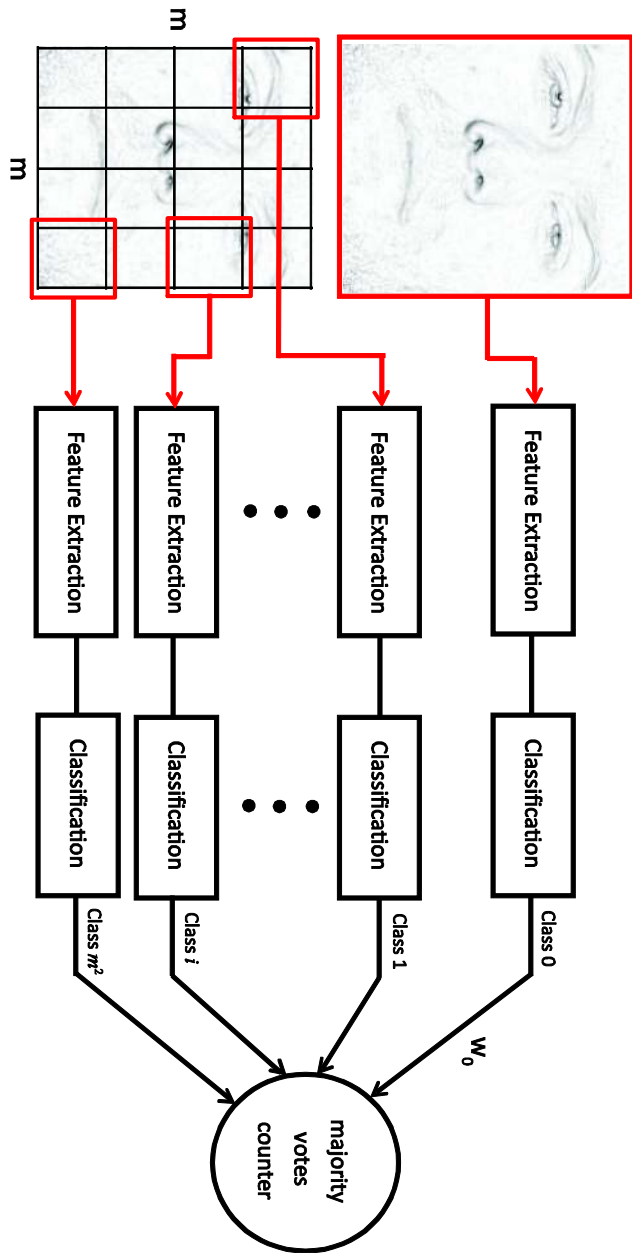 m
m
Feature Extraction
Classification
Class 0
W₀
Feature Extraction
Classification
Class 1
Feature Extraction
Classification
Class i
Feature Extraction
Classification
Class m²
majority
votes
counter